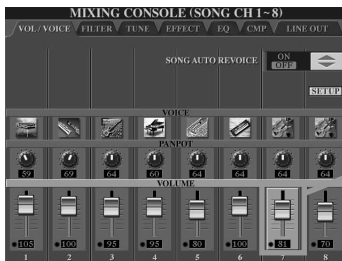 MIXING CONSOLE (SONG CH 1~8)
VOL / VOICE FILTER TUNE EFFECT EQ CMP LINE OUT
SONG AUTO REVOICE ON
OFF
SETUP
VOICE
PANPOT
59 69 64 60 64 64 64 64
VOLUME
105 100 95 95 80 100 81 70
1 2 3 4 5 6 7 8